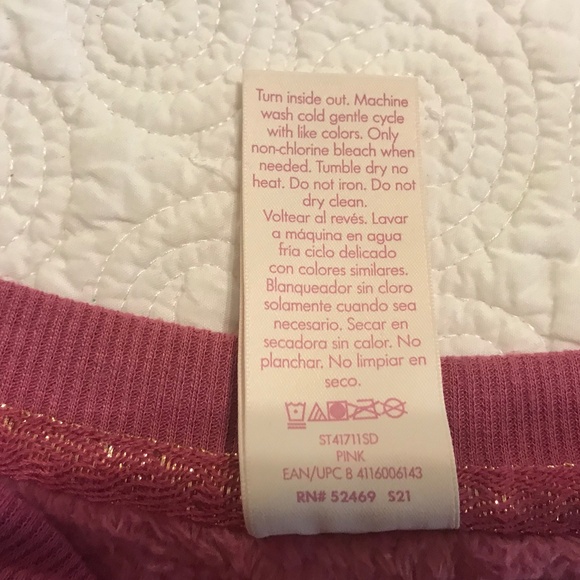 Turn inside out. Machine
wash cold gentle cycle
with like colors. Only
non-chlorine bleach when
needed. Tumble dry no
heat. Do not iron. Do not
dry clean.
Voltear al revés. Lavar
a máquina en agua
fría ciclo delicado
con colores similares.
Blanqueador sin cloro
solamente cuando sea
necesario. Secar en
secadora sin calor. No
planchar. No limpiar en
seco.
ST41711SD
PINK
EAN/UPC 8 4116006143
RN# 52469 S21